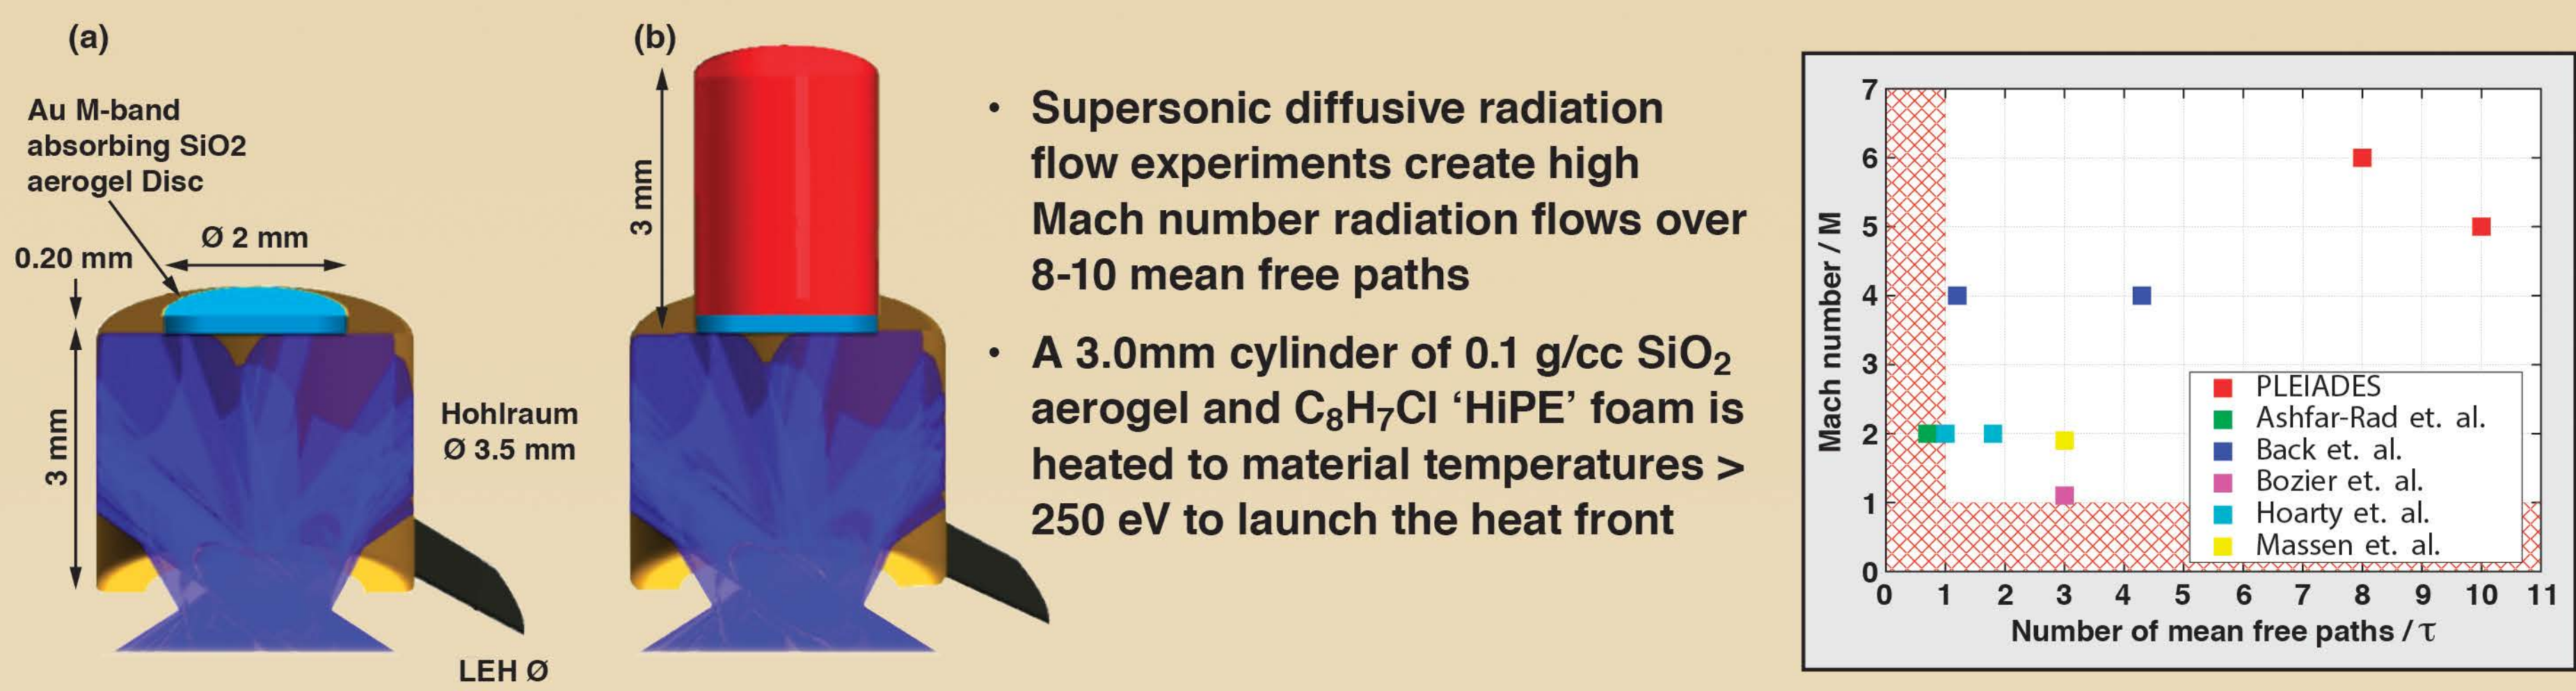 (a)
Au M-band
absorbing SiO2
aerogel Disc
Ø 2 mm
0.20 mm
3 mm
Hohlraum
Ø 3.5 mm
LEH Ø
(b)
3 mm
• Supersonic diffusive radiation
flow experiments create high
Mach number radiation flows over
8-10 mean free paths
• A 3.0mm cylinder of 0.1 g/cc SiO₂
aerogel and C₈H₇Cl ‘HiPE’ foam is
heated to material temperatures >
250 eV to launch the heat front
Mach number / M
7
6
5
4
3
2
1
0
PLEIADES
Ashfar-Rad et. al.
Back et. al.
Bozier et. al.
Hoarty et. al.
Massen et. al.
0 1 2 3 4 5 6 7 8 9 10 11
Number of mean free paths / τ